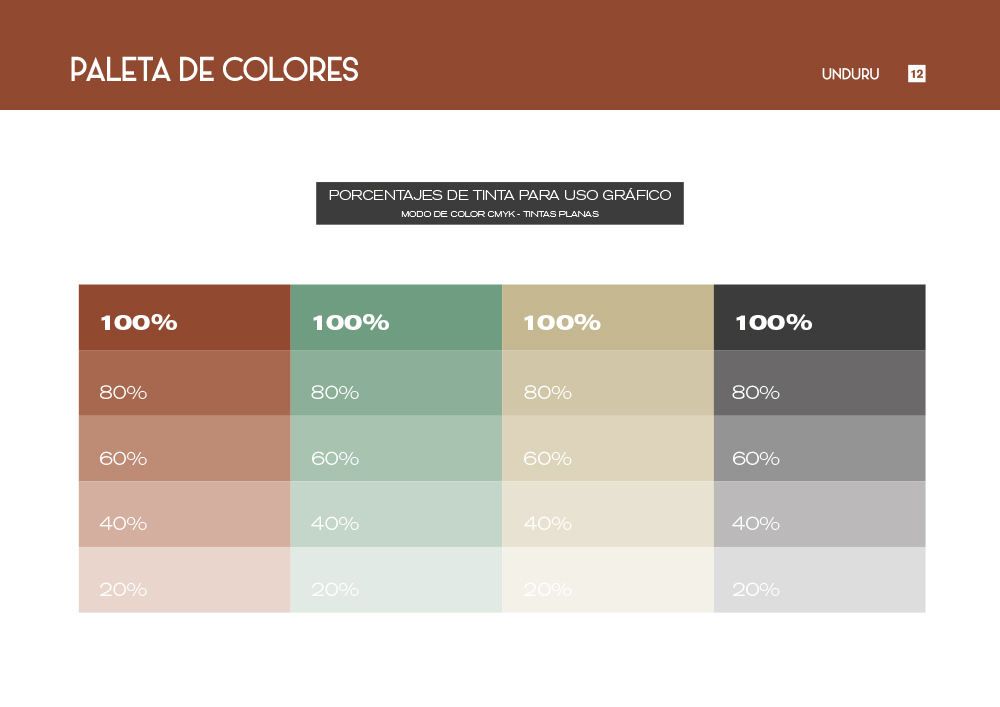 PALETA DE COLORES
UNDURU 12
PORCENTAJES DE TINTA PARA USO GRÁFICO
MODO DE COLOR CMYK - TINTAS PLANAS
100% 100% 100% 100%
80% 80% 80% 80%
60% 60% 60% 60%
40% 40% 40% 40%
20% 20% 20% 20%